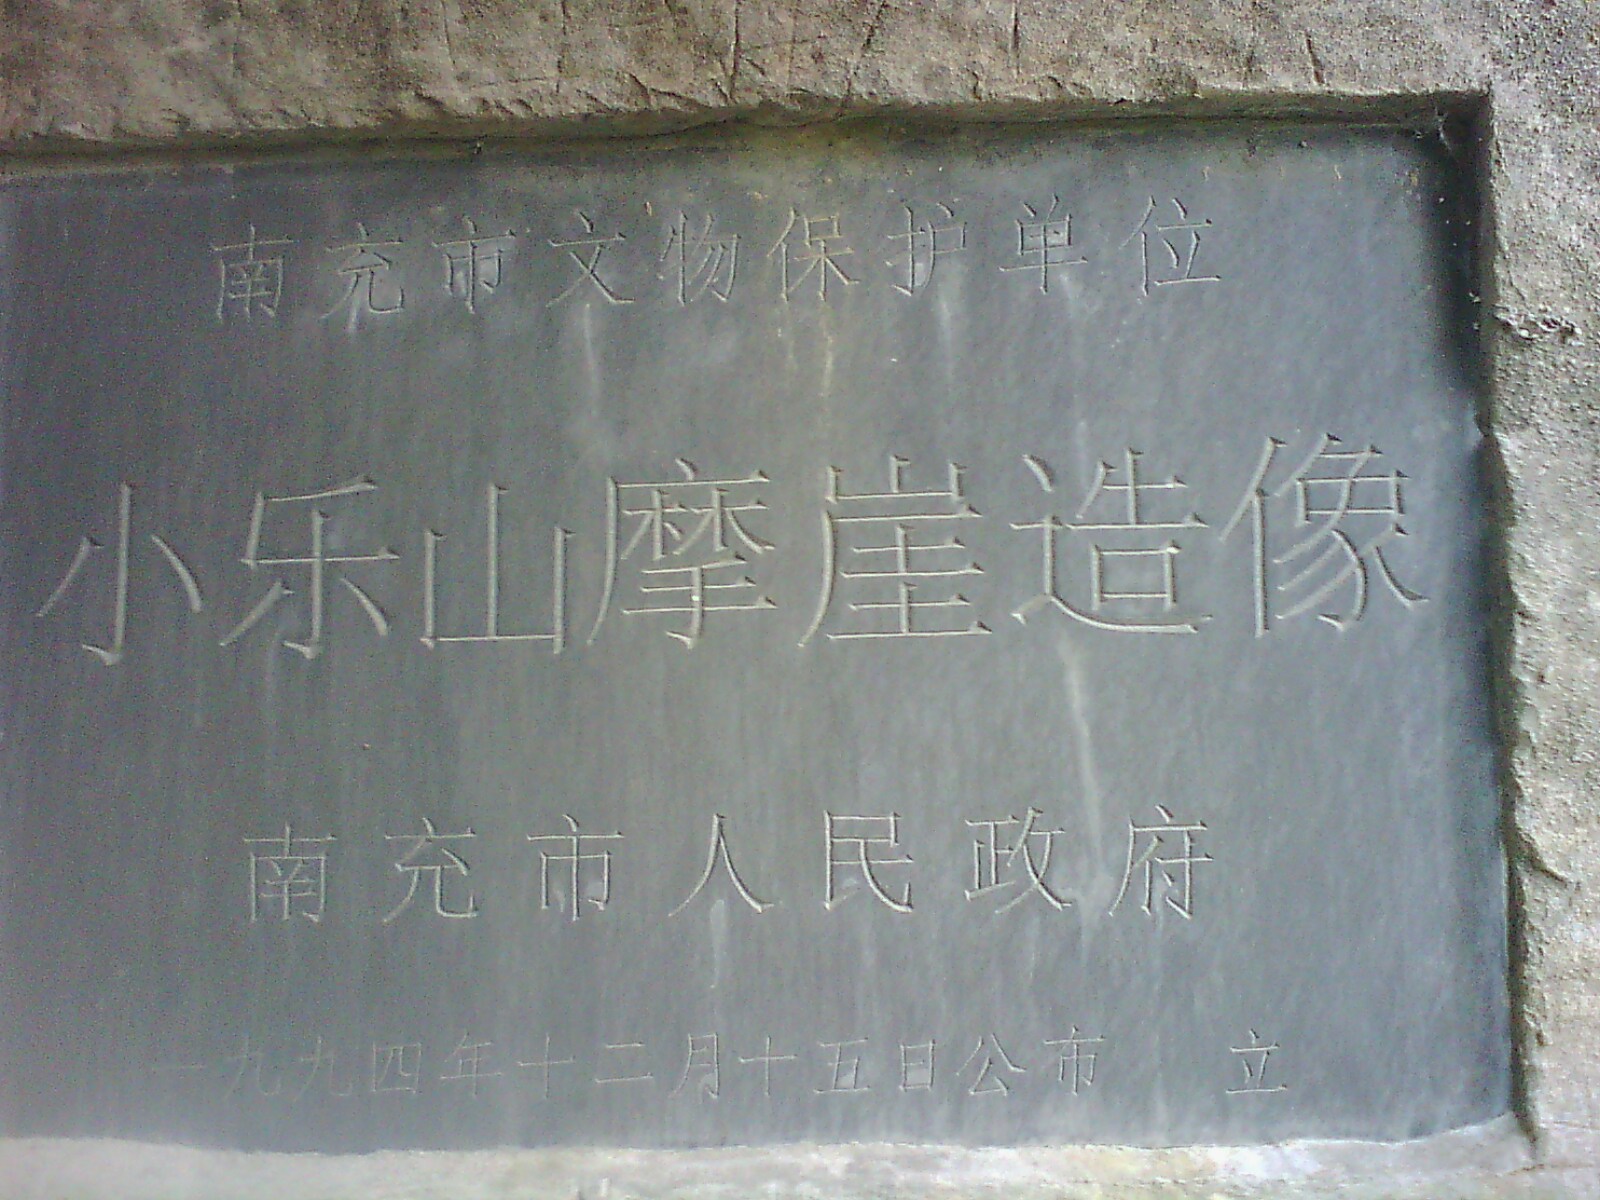 南充市文物保护单位
小乐山摩崖造像
南充市人民政府
一九九四年十二月十五日公布 立